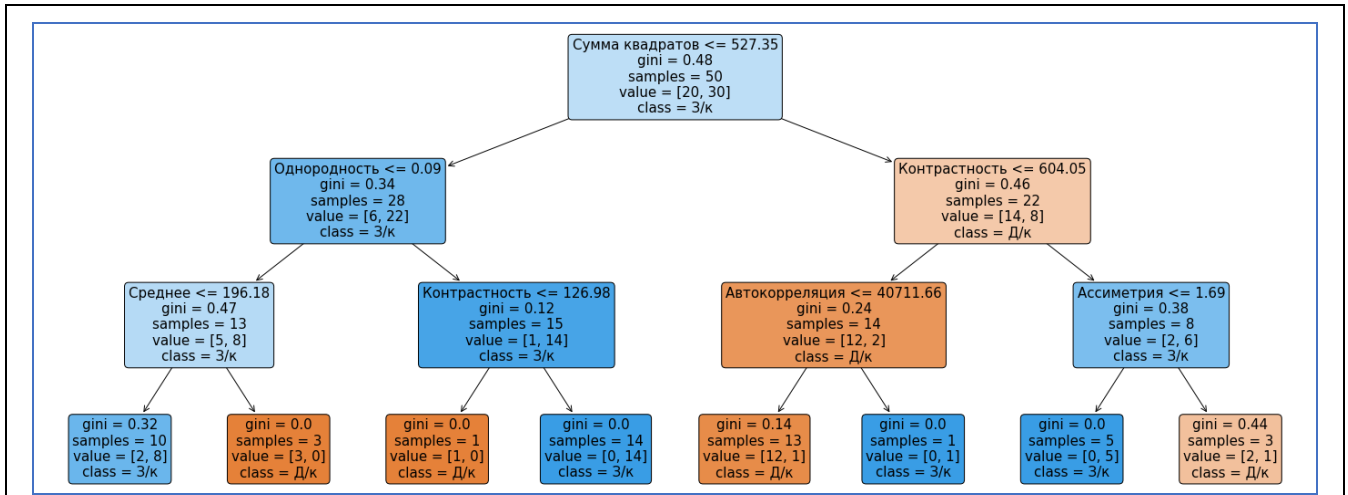 Сумма квадратов <= 527.35
gini = 0.48
samples = 50
value = [20, 30]
class = З/к
Однородность <= 0.09
gini = 0.34
samples = 28
value = [6, 22]
class = З/к
Контрастность <= 604.05
gini = 0.46
samples = 22
value = [14, 8]
class = Д/к
Среднее <= 196.18
gini = 0.47
samples = 13
value = [5, 8]
class = З/к
Контрастность <= 126.98
gini = 0.12
samples = 15
value = [1, 14]
class = З/к
Автокорреляция <= 40711.66
gini = 0.24
samples = 14
value = [12, 2]
class = Д/к
Ассиметрия <= 1.69
gini = 0.38
samples = 8
value = [2, 6]
class = З/к
gini = 0.32
samples = 10
value = [2, 8]
class = З/к
gini = 0.0
samples = 3
value = [3, 0]
class = Д/к
gini = 0.0
samples = 1
value = [1, 0]
class = Д/к
gini = 0.0
samples = 14
value = [0, 14]
class = З/к
gini = 0.14
samples = 13
value = [12, 1]
class = Д/к
gini = 0.0
samples = 1
value = [0, 1]
class = З/к
gini = 0.0
samples = 5
value = [0, 5]
class = З/к
gini = 0.44
samples = 3
value = [2, 1]
class = Д/к